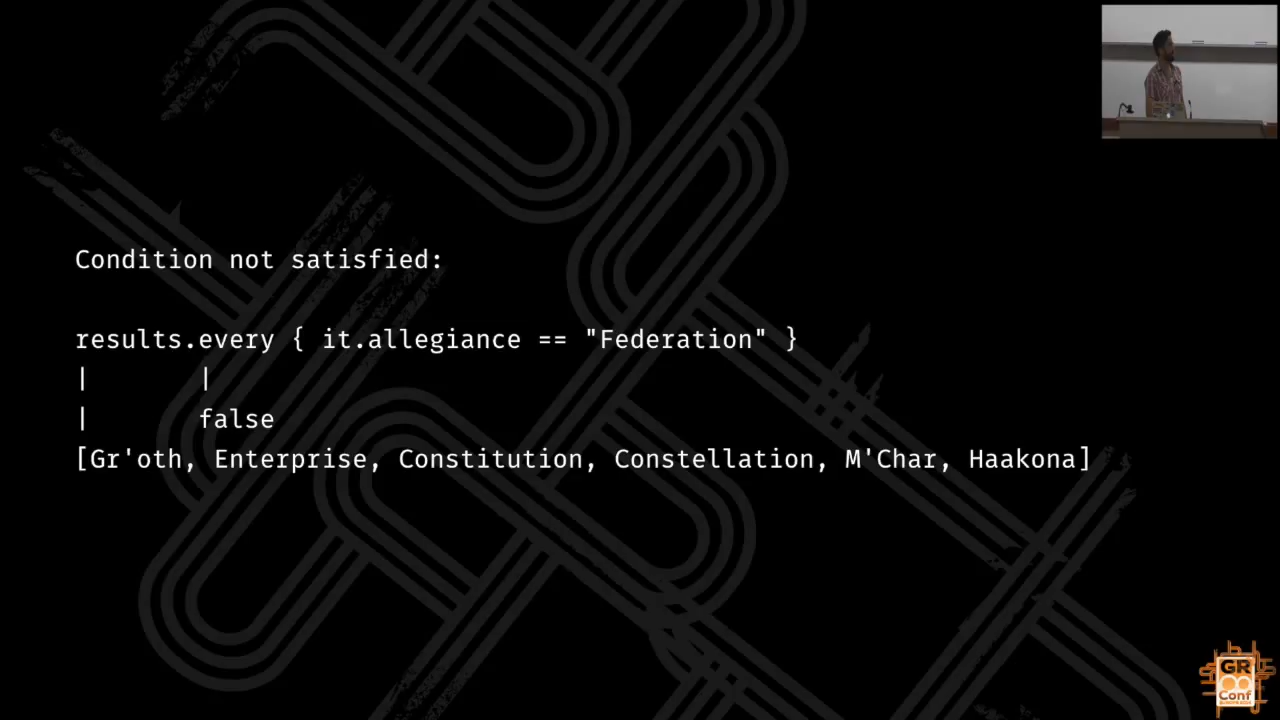 Condition not satisfied:
results.every { it.allegiance == "Federation" }
|       |
|       false
[Gr'oth, Enterprise, Constitution, Constellation, M'Char, Haakona]
GR
Conf